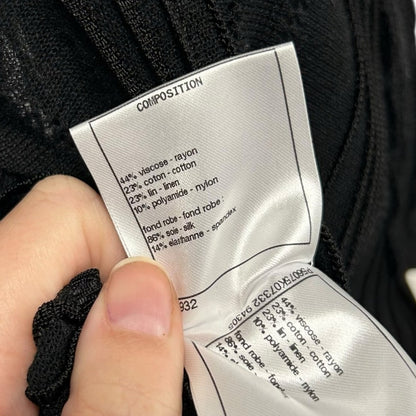 COMPOSITION
44% viscose - rayon
23% coton - cotton
23% lin - linen
10% polyamide - nylon
fond robe - fond robe
86% soie - silk
14% élasthanne - spandex
932
44% viscose - rayon
23% coton - cotton
23% lin - linen
10% polyamide - nylon
fond robe - fond robe
86% soie
14%